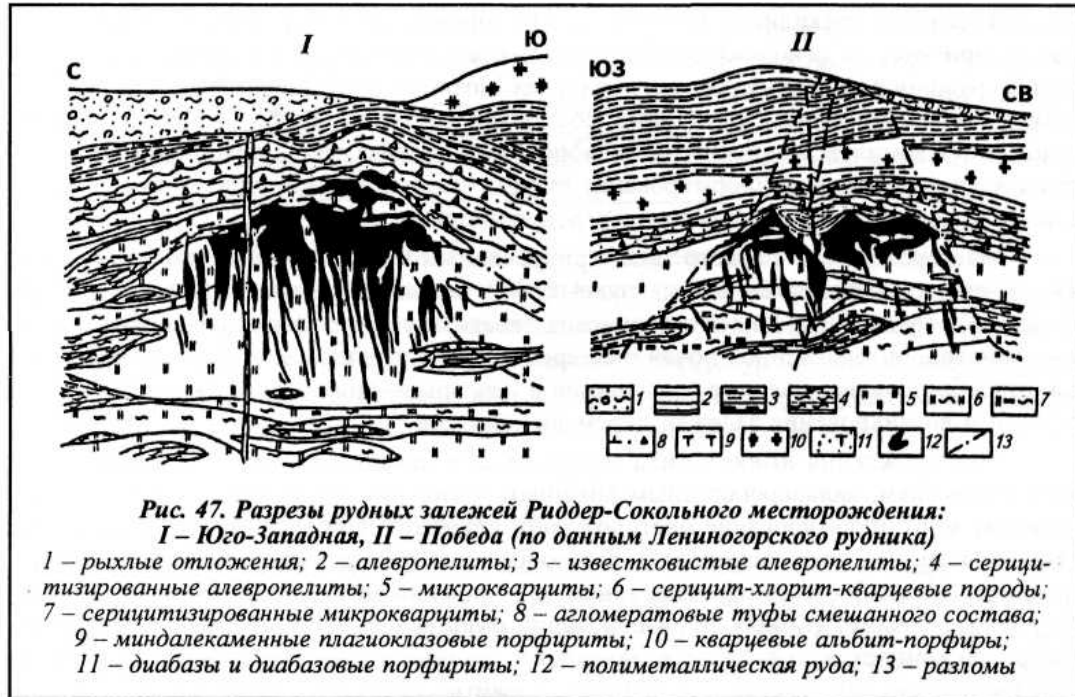 I
II
С
Ю
ЮЗ
СВ
1 2 3 4 5 6 7
8 9 10 11 12 13
Рис. 47. Разрезы рудных залежей Риддер-Сокольного месторождения:
I – Юго-Западная, II – Победа (по данным Лениногорского рудника)
1 – рыхлые отложения; 2 – алевропелиты; 3 – известковистые алевропелиты; 4 – серици-
тизированные алевропелиты; 5 – микрокварциты; 6 – серицит-хлорит-кварцевые породы;
7 – серицитизированные микрокварциты; 8 – агломератовые туфы смешанного состава;
9 – миндалекаменные плагиоклазовые порфириты; 10 – кварцевые альбит-порфиры;
11 – диабазы и диабазовые порфириты; 12 – полиметаллическая руда; 13 – разломы